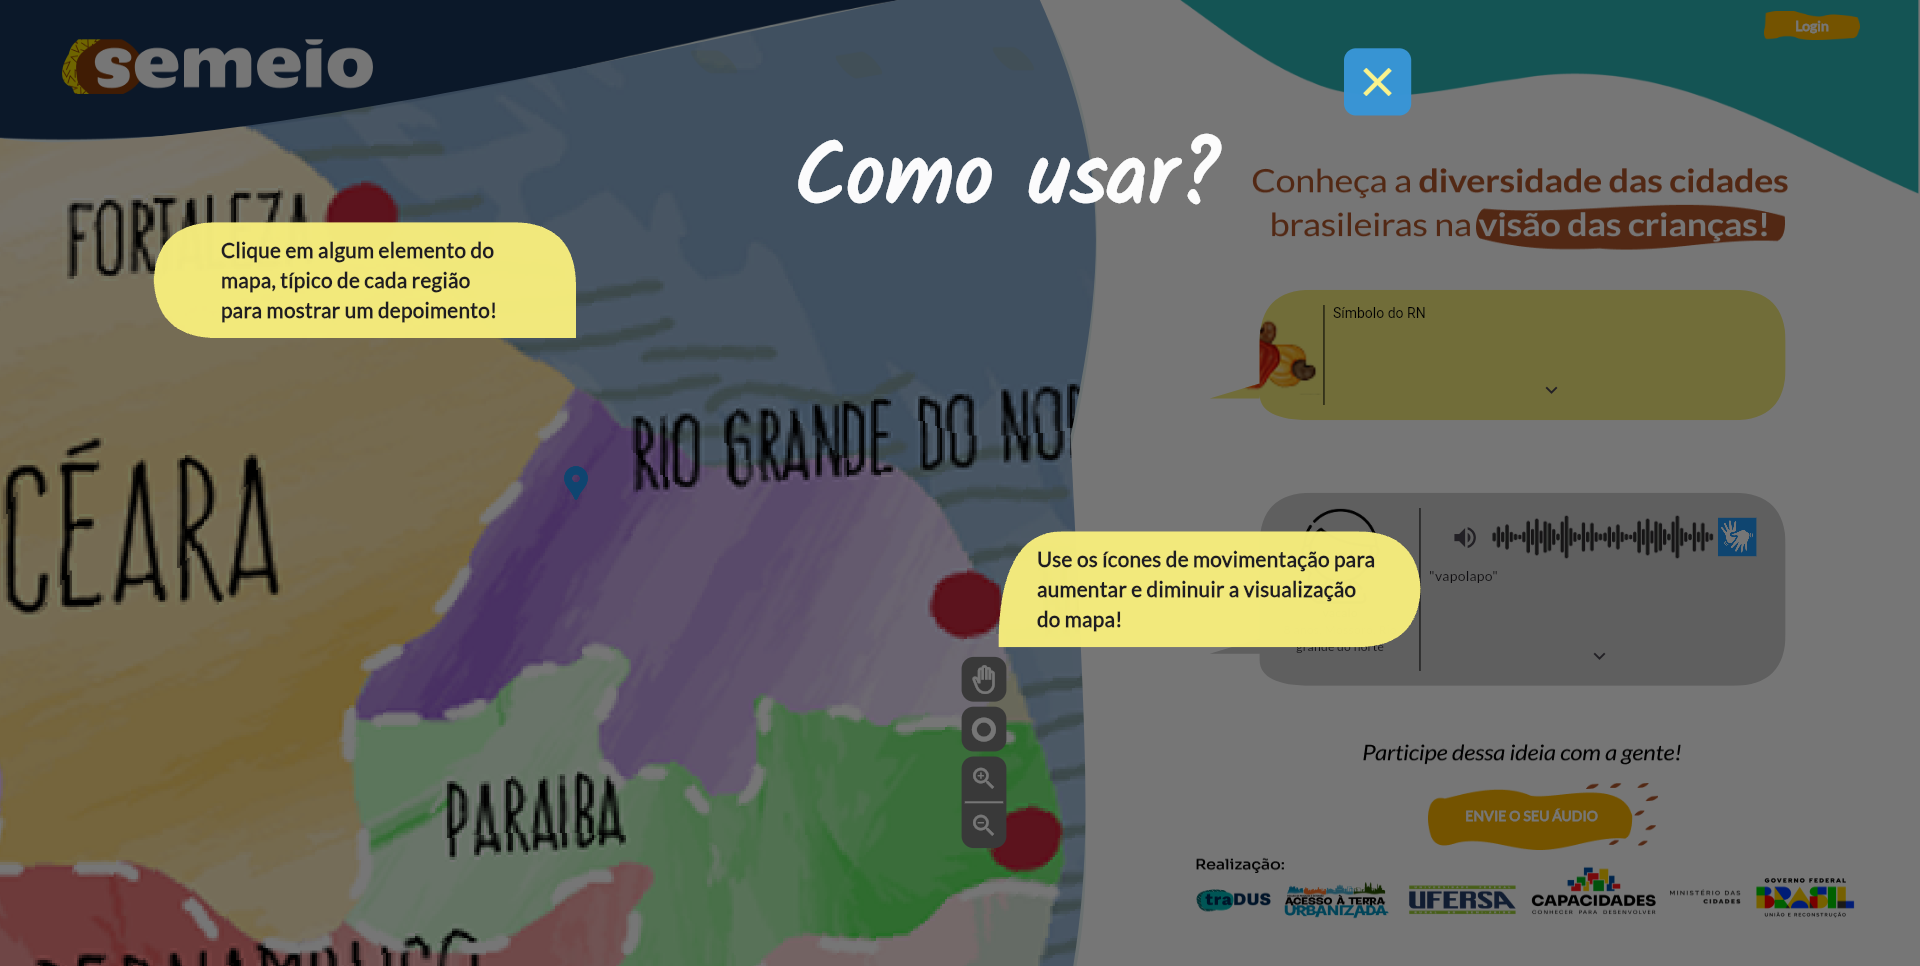 semeio
Login
Como usar?
Conheça a diversidade das cidades
brasileiras na visão das crianças!
FORTALEZA
Clique em algum elemento do
mapa, típico de cada região
para mostrar um depoimento!
Símbolo do RN
RIO GRANDE DO NOR
CÉARA
Use os ícones de movimentação para
aumentar e diminuir a visualização
do mapa!
"vapolapo"
grande do norte
PARAIBA
Participe dessa ideia com a gente!
ENVIE O SEU ÁUDIO
Realização:
traDUS
ACESSO À TERRA
URBANIZADA
UFERSA
CAPACIDADES
CONHECER PARA DESENVOLVER
MINISTÉRIO DAS
CIDADES
GOVERNO FEDERAL
BRASIL
UNIÃO E RECONSTRUÇÃO